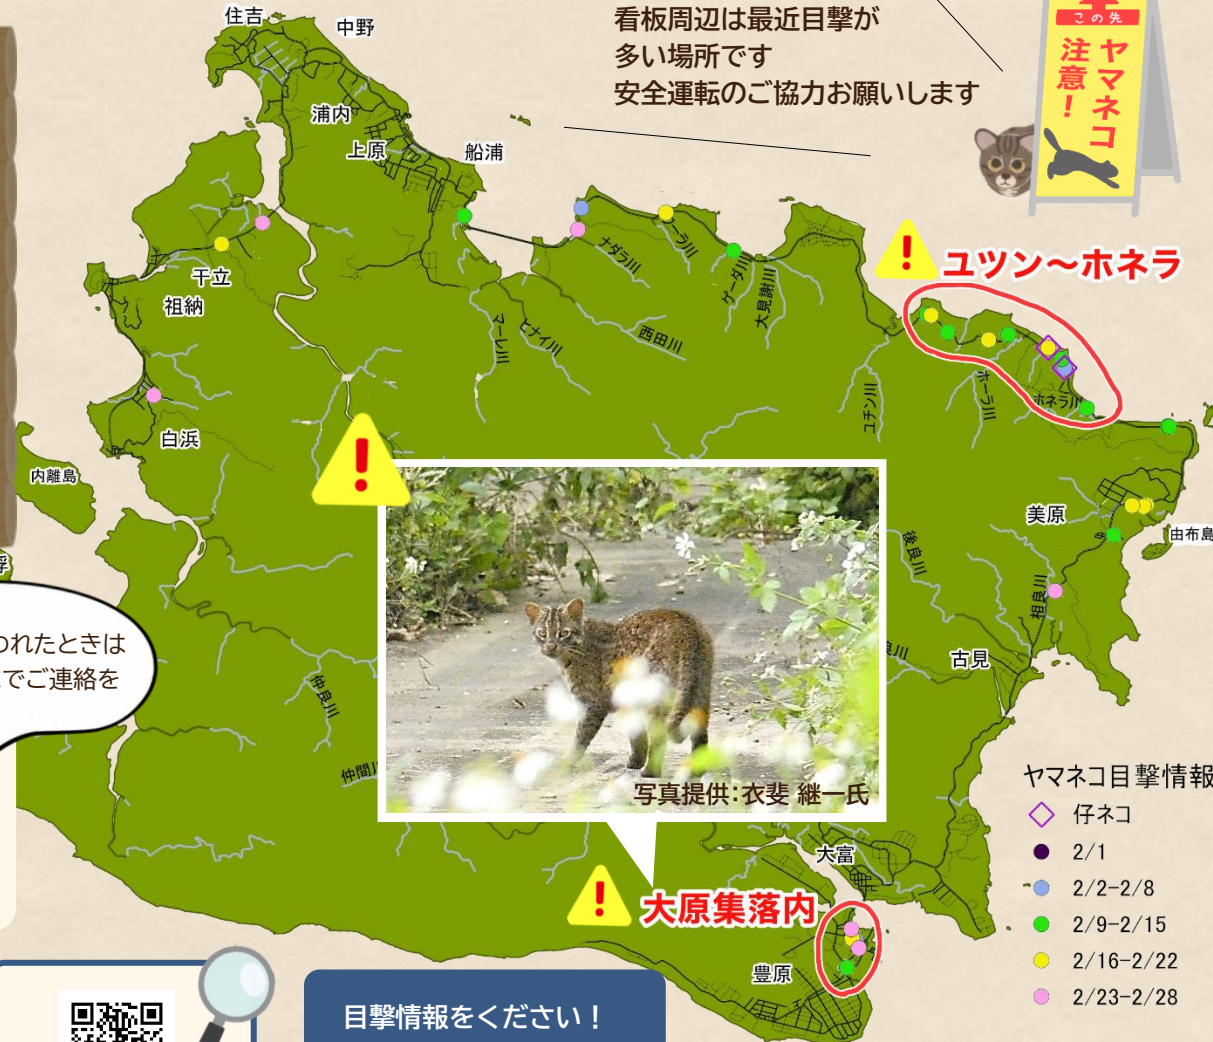 看板周辺は最近目撃が
多い場所です
安全運転のご協力お願いします
この先
ヤマネコ
注意！
住吉
中野
浦内
上原
船浦
干立
祖納
白浜
内離島
マーレ川
ヒナイ川
西田川
ナダラ川
ゲーダ川
大見謝川
ユツン〜ホネラ
ユチン川
ホーラ川
ホネラ川
美原
由布島
後良川
相良川
古見
仲良川
われたときは
でご連絡を
写真提供：衣斐 継一氏
大富
大原集落内
豊原
ヤマネコ目撃情報
仔ネコ
2/1
2/2-2/8
2/9-2/15
2/16-2/22
2/23-2/28
目撃情報をください！